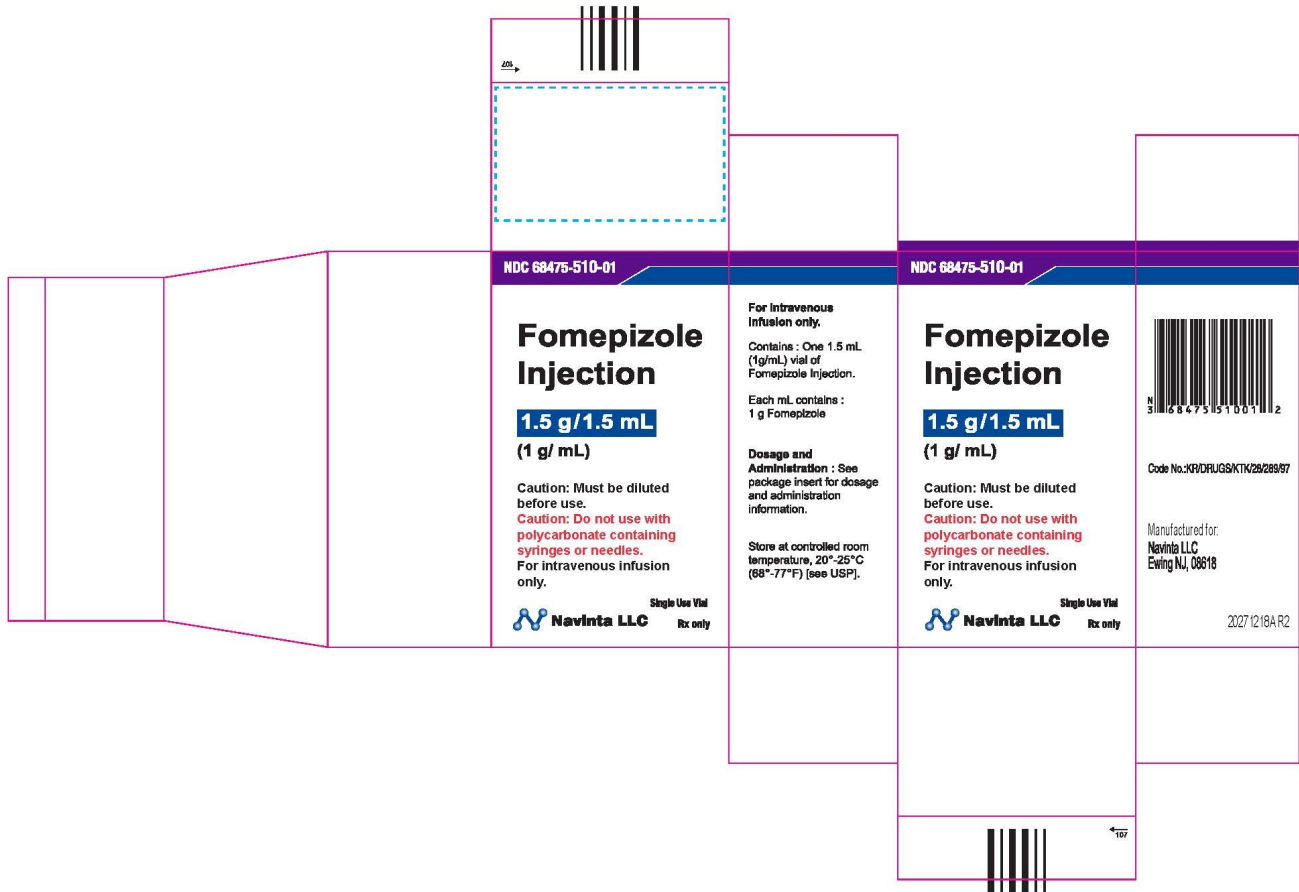 107
NDC 68475-510-01
Fomepizole
Injection
1.5 g/1.5 mL
(1 g/ mL)
Caution: Must be diluted
before use.
Caution: Do not use with
polycarbonate containing
syringes or needles.
For intravenous infusion
only.
Single Use Vial
Navinta LLC
Rx only
For Intravenous
Infusion only.
Contains : One 1.5 mL
(1g/mL) vial of
Fomepizole Injection.
Each mL contains :
1 g Fomepizole
Dosage and
Administration : See
package insert for dosage
and administration
information.
Store at controlled room
temperature, 20°-25°C
(68°-77°F) [see USP].
NDC 68475-510-01
Fomepizole
Injection
1.5 g/1.5 mL
(1 g/ mL)
Caution: Must be diluted
before use.
Caution: Do not use with
polycarbonate containing
syringes or needles.
For intravenous infusion
only.
Single Use Vial
Navinta LLC
Rx only
N
3 68475 51001 2
Code No.:KR/DRUGS/KTK/28/289/97
Manufactured for:
Navinta LLC
Ewing NJ, 08618
20271218A R2
107